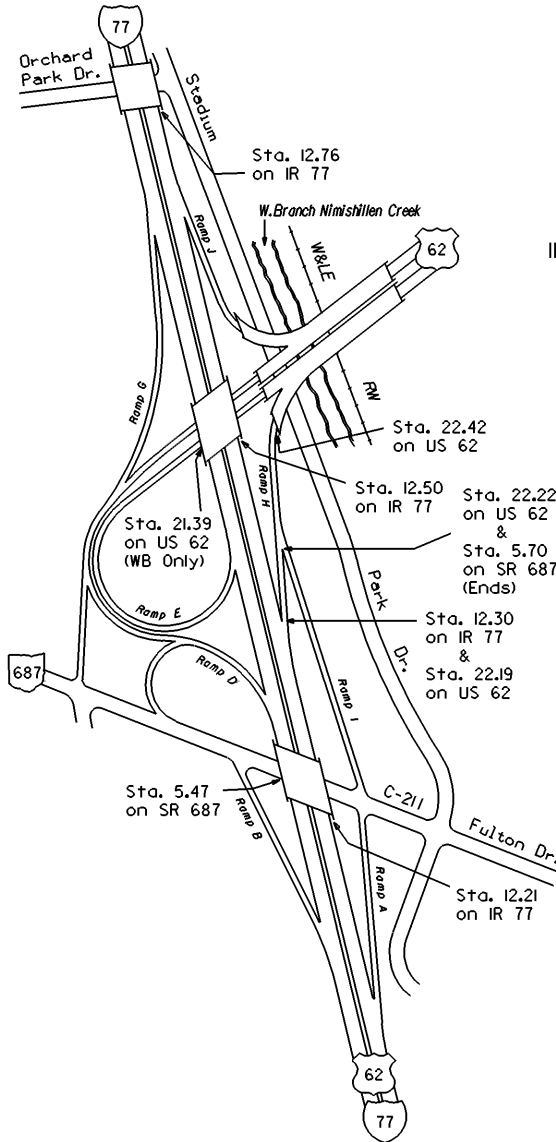 77
Orchard
Park Dr.
Stadium
Sta. 12.76
on IR 77
W.Branch Nimishillen Creek
Ramp J
W&LE
62
II
Ramp G
RW
Sta. 22.42
on US 62
Ramp H
Sta. 12.50
on IR 77
Sta. 22.22
on US 62
&
Sta. 5.70
on SR 687
(Ends)
Sta. 21.39
on US 62
(WB Only)
Park
Dr.
Ramp E
Sta. 12.30
on IR 77
&
Sta. 22.19
on US 62
687
Ramp D
Ramp I
Sta. 5.47
on SR 687
C-211
Ramp B
Fulton Dr.
Ramp A
Sta. 12.21
on IR 77
62
77